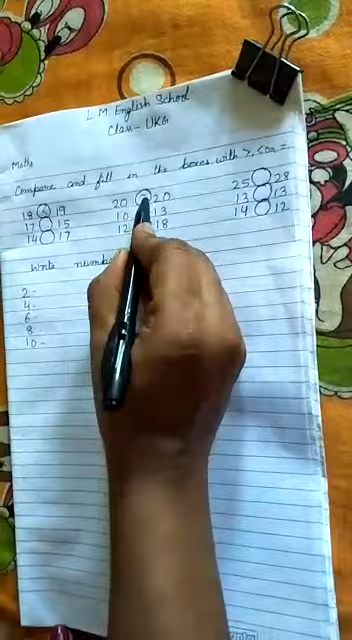 L.M. English School
Class- UKG
Maths
Compare and fill in the boxes with >, < or =
18 < 19 20 20 25 28
17 15 10 13 13 13
14 17 12 18 14 12
Write
2-
4-
6-
8-
10-